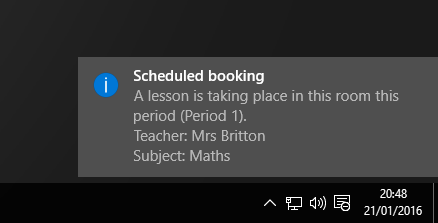 Scheduled booking
A lesson is taking place in this room this
period (Period 1).
Teacher: Mrs Britton
Subject: Maths
20:48
21/01/2016